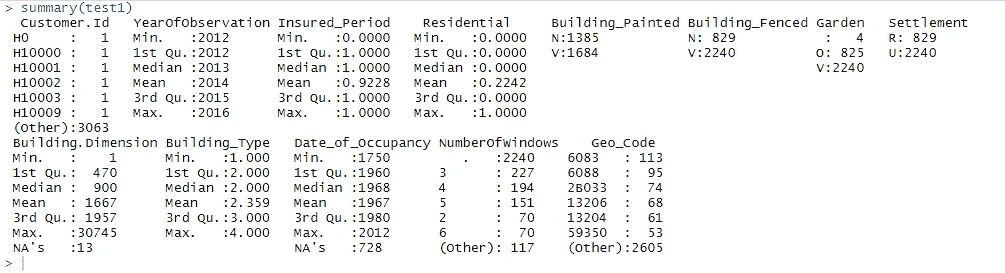 > summary(test1)
Customer.Id YearOfObservation Insured_Period Residential Building_Painted Building_Fenced Garden Settlement
H0 : 1 Min. :2012 Min. :0.0000 Min. :0.0000 N:1385 N: 829 : 4 R: 829
H10000 : 1 1st Qu.:2012 1st Qu.:1.0000 1st Qu.:0.0000 V:1684 V:2240 O: 825 U:2240
H10001 : 1 Median :2013 Median :1.0000 Median :0.0000 V:2240
H10002 : 1 Mean :2014 Mean :0.9228 Mean :0.2242
H10003 : 1 3rd Qu.:2015 3rd Qu.:1.0000 3rd Qu.:0.0000
H10009 : 1 Max. :2016 Max. :1.0000 Max. :1.0000
(Other):3063
Building.Dimension Building_Type Date_of_Occupancy NumberOfWindows Geo_Code
Min. : 1 Min. :1.000 Min. :1750 . :2240 6083 : 113
1st Qu.: 470 1st Qu.:2.000 1st Qu.:1960 3 : 227 6088 : 95
Median : 900 Median :2.000 Median :1968 4 : 194 2B033 : 74
Mean : 1667 Mean :2.359 Mean :1967 5 : 151 13206 : 68
3rd Qu.: 1957 3rd Qu.:3.000 3rd Qu.:1980 2 : 70 13204 : 61
Max. :30745 Max. :4.000 Max. :2012 6 : 70 59350 : 53
NA's :13 NA's :728 (Other): 117 (Other):2605
>